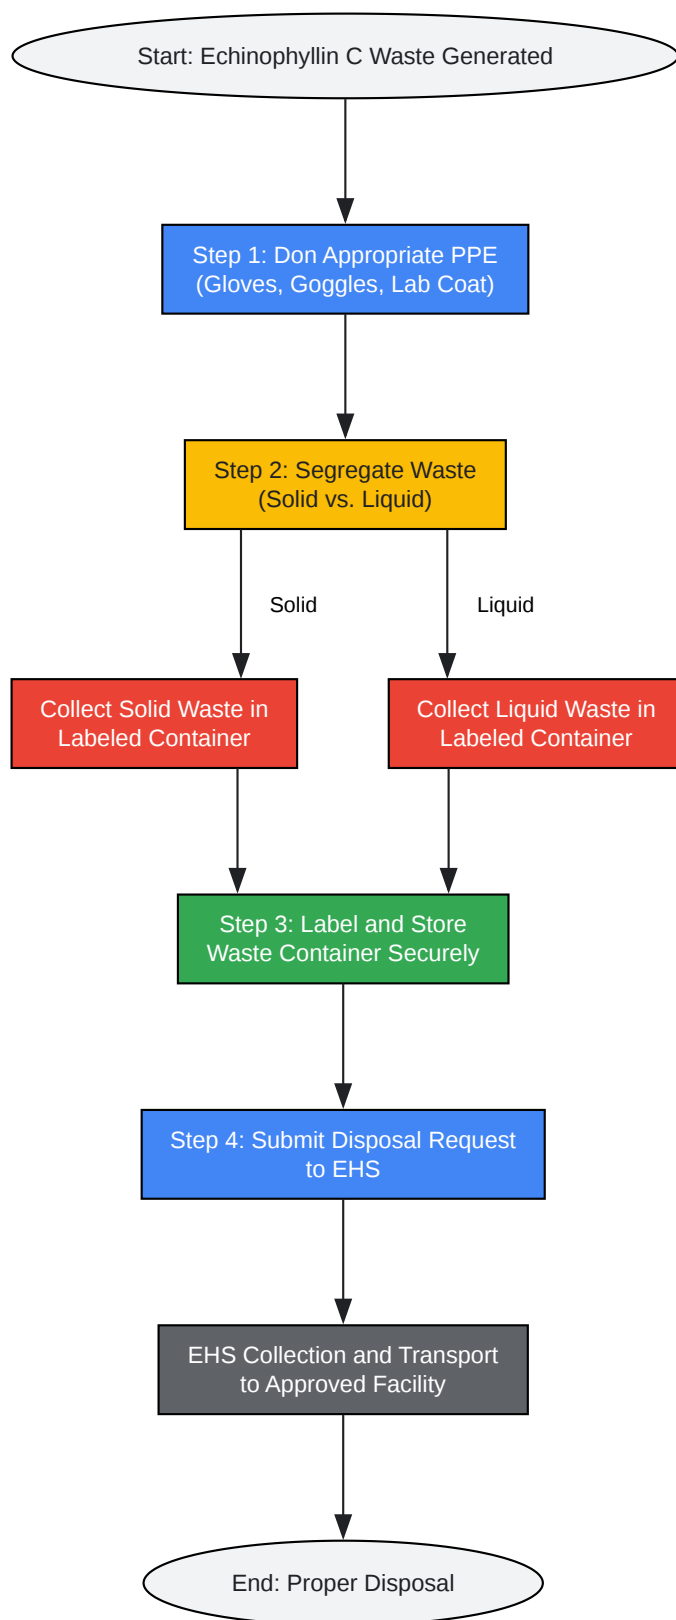 Start: Echinophyllin C Waste Generated
Step 1: Don Appropriate PPE
(Gloves, Goggles, Lab Coat)
Step 2: Segregate Waste
(Solid vs. Liquid)
Solid
Liquid
Collect Solid Waste in
Labeled Container
Collect Liquid Waste in
Labeled Container
Step 3: Label and Store
Waste Container Securely
Step 4: Submit Disposal Request
to EHS
EHS Collection and Transport
to Approved Facility
End: Proper Disposal